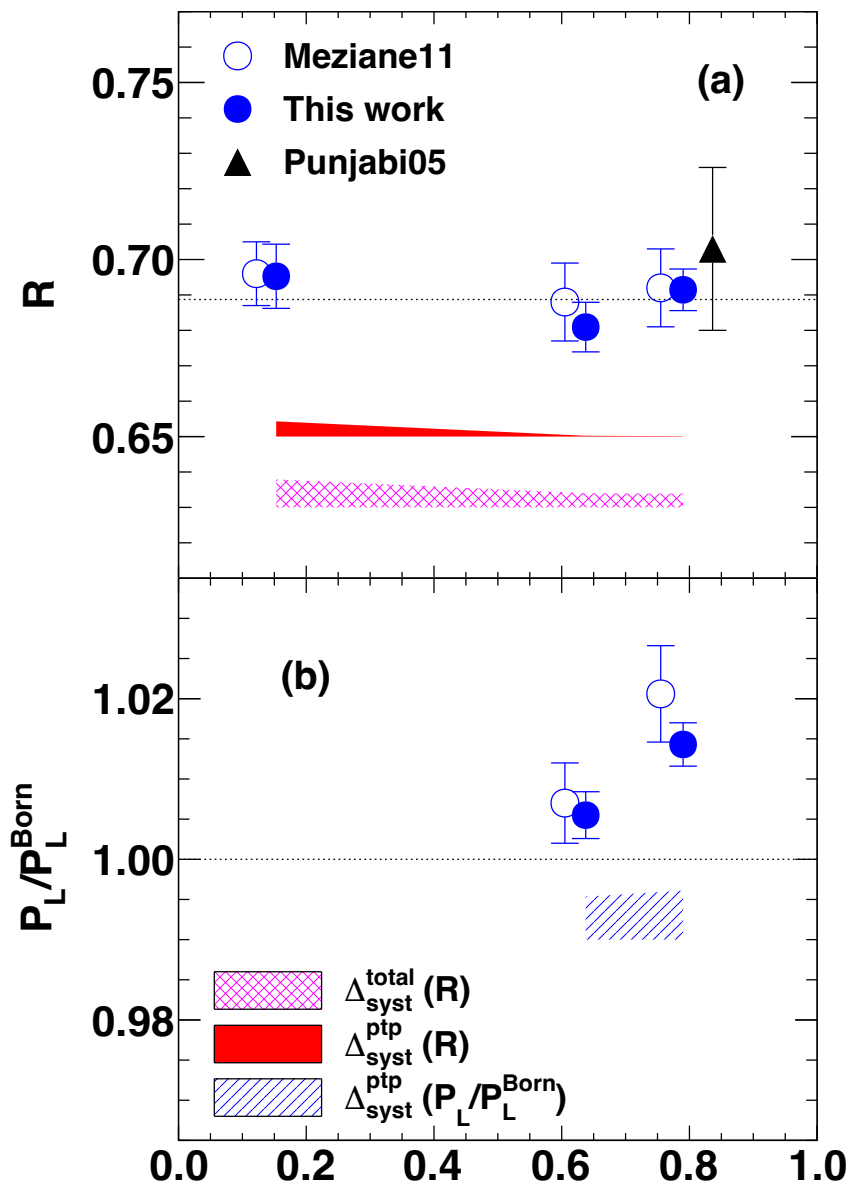 Meziane11
This work
Punjabi05
(a)
0.75
0.70
0.65
R
(b)
1.02
1.00
0.98
P_L/P_L^Born
Δ_syst^total (R)
Δ_syst^ptp (R)
Δ_syst^ptp (P_L/P_L^Born)
0.0 0.2 0.4 0.6 0.8 1.0